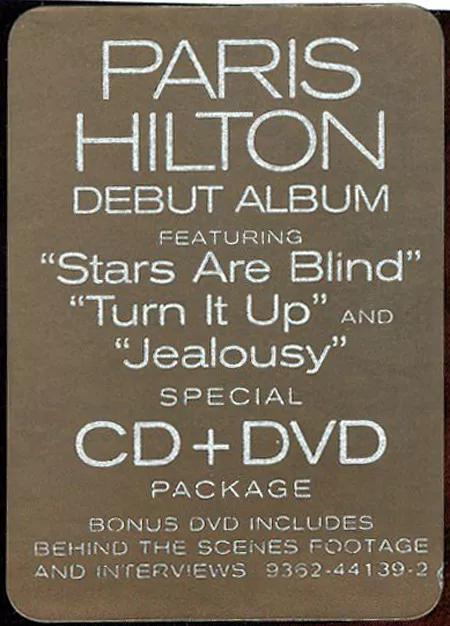 PARIS
HILTON
DEBUT ALBUM
FEATURING
“Stars Are Blind”
“Turn It Up” AND
“Jealousy”
SPECIAL
CD+DVD
PACKAGE
BONUS DVD INCLUDES
BEHIND THE SCENES FOOTAGE
AND INTERVIEWS 9362-44139-2